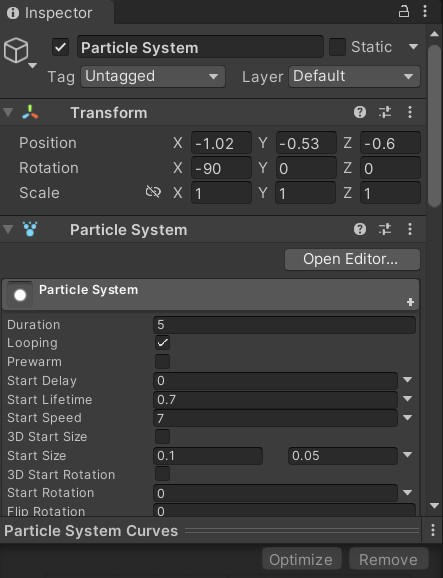 Inspector
Particle System Static
Tag Untagged Layer Default
Transform
Position X -1.02 Y -0.53 Z -0.6
Rotation X -90 Y 0 Z 0
Scale X 1 Y 1 Z 1
Particle System
Open Editor...
Particle System
Duration 5
Looping
Prewarm
Start Delay 0
Start Lifetime 0.7
Start Speed 7
3D Start Size
Start Size 0.1 0.05
3D Start Rotation
Start Rotation 0
Flip Rotation 0
Particle System Curves
Optimize Remove